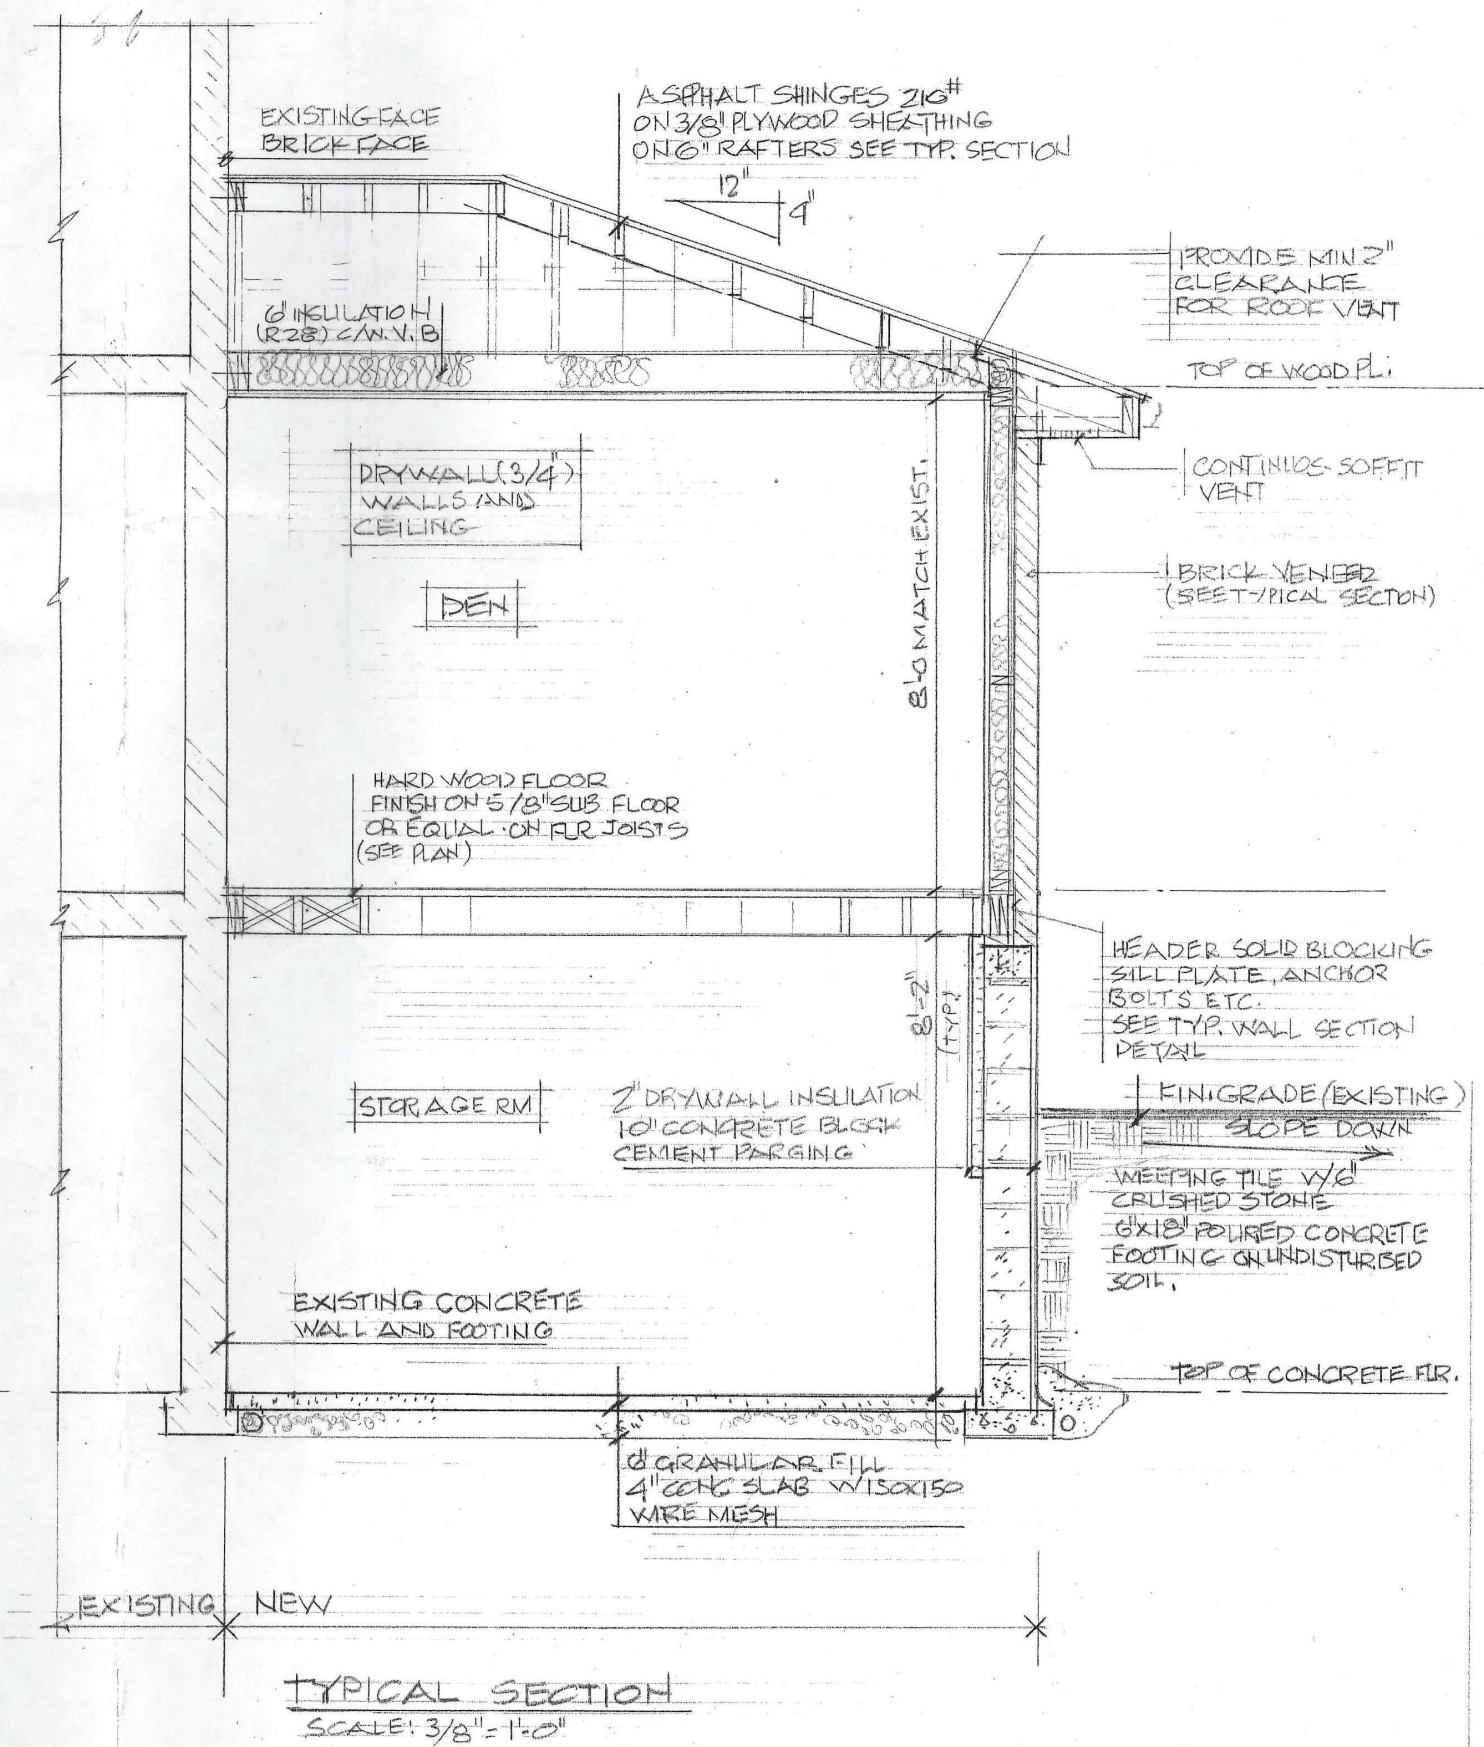 EXISTING FACE
BRICK FACE
ASPHALT SHINGES 210#
ON 3/8" PLYWOOD SHEATHING
ON 6" RAFTERS SEE TYP. SECTION
12"
4"
PROVIDE MIN 2"
CLEARANCE
FOR ROOF VENT
6" INSULATION
(R28) C/W. V. B
TOP OF WOOD PL.
DRYWALL (3/4")
WALLS AND
CEILING
CONTINUOS SOFFIT
VENT
8'-0 MATCH EXIST.
BRICK VENEER
(SEE TYPICAL SECTION)
DEN
HARD WOOD FLOOR
FINISH ON 5/8" SUB FLOOR
OR EQUAL ON FLR JOISTS
(SEE PLAN)
HEADER SOLID BLOCKING
SILL PLATE, ANCHOR
BOLTS ETC.
SEE TYP. WALL SECTION
DETAIL
8'-2"
(TYP.)
STORAGE RM
2" DRYWALL INSULATION
10" CONCRETE BLOCK
CEMENT PARGING
FIN. GRADE (EXISTING)
SLOPE DOWN
WEEPING TILE W/6"
CRUSHED STONE
6"X18" POURED CONCRETE
FOOTING ON UNDISTURBED
SOIL.
EXISTING CONCRETE
WALL AND FOOTING
TOP OF CONCRETE FLR.
6" GRANULAR FILL
4" CONC SLAB W150X150
WIRE MESH
EXISTING
NEW
TYPICAL SECTION
SCALE: 3/8" = 1'-0"